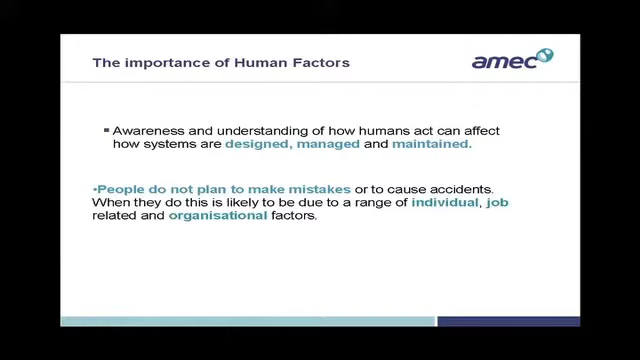 The importance of Human Factors
amec
▪ Awareness and understanding of how humans act can affect
how systems are designed, managed and maintained.
•People do not plan to make mistakes or to cause accidents.
When they do this is likely to be due to a range of individual, job
related and organisational factors.